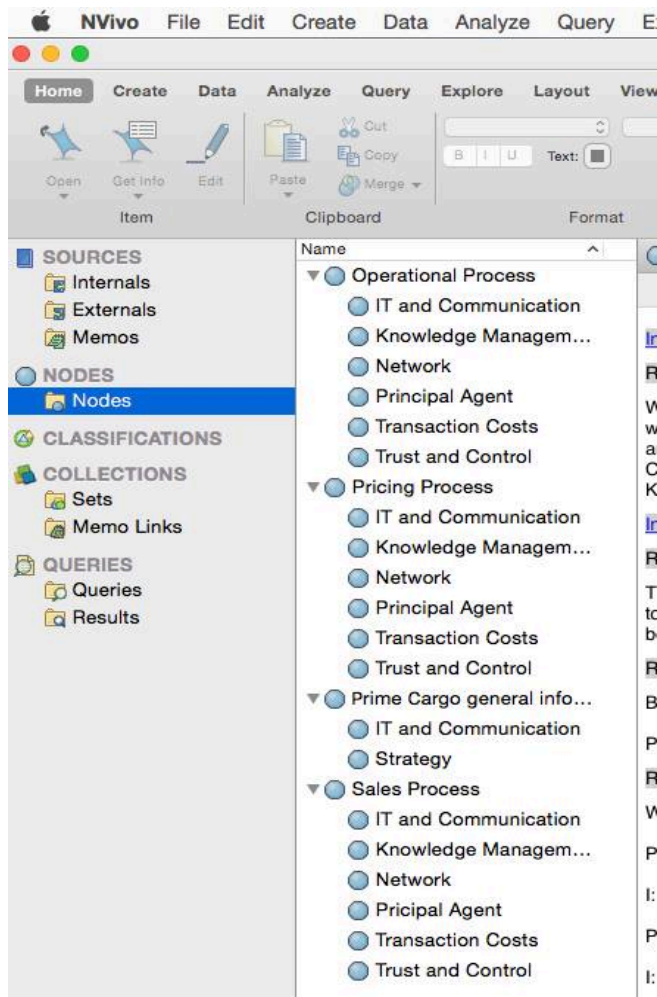 NVivo File Edit Create Data Analyze Query
Home Create Data Analyze Query Explore Layout View
Open Get Info Edit Paste Cut Copy Merge B I U Text:
Item Clipboard Format
SOURCES
Internals
Externals
Memos
NODES
Nodes
CLASSIFICATIONS
COLLECTIONS
Sets
Memo Links
QUERIES
Queries
Results
Name
Operational Process
IT and Communication
Knowledge Managem...
Network
Principal Agent
Transaction Costs
Trust and Control
Pricing Process
IT and Communication
Knowledge Managem...
Network
Principal Agent
Transaction Costs
Trust and Control
Prime Cargo general info...
IT and Communication
Strategy
Sales Process
IT and Communication
Knowledge Managem...
Network
Pricipal Agent
Transaction Costs
Trust and Control
I:
I: